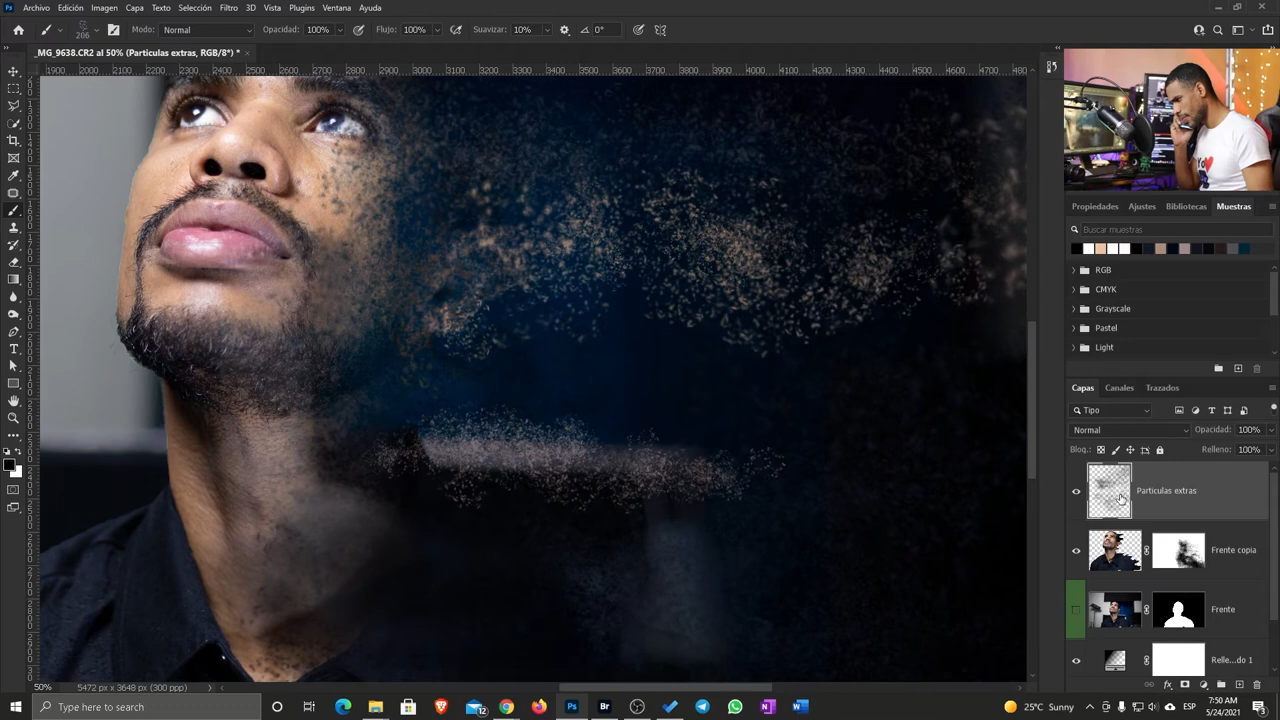 Archivo Edición Imagen Capa Texto Selección Filtro 3D Vista Plugins Ventana Ayuda
206 Modo: Normal Opacidad: 100% Flujo: 100% Suavizar: 10% 0°
_MG_9638.CR2 al 50% (Particulas extras, RGB/8*) *
1900 2000 2100 2200 2300 2400 2500 2600 2700 2800 2900 3000 3100 3200 3300 3400 3500 3600 3700 3800 3900 4000 4100 4200 4300 4400 4500 4600 4700 480
Propiedades Ajustes Bibliotecas Muestras
Buscar muestras
RGB
CMYK
Grayscale
Pastel
Light
Capas Canales Trazados
Tipo
Normal Opacidad: 100%
Bloq.: Relleno: 100%
Particulas extras
Frente copia
Frente
Relle...do 1
50% 5472 px x 3648 px (300 ppp)
Type here to search
12
25°C Sunny
ESP
7:50 AM
5/24/2021
3